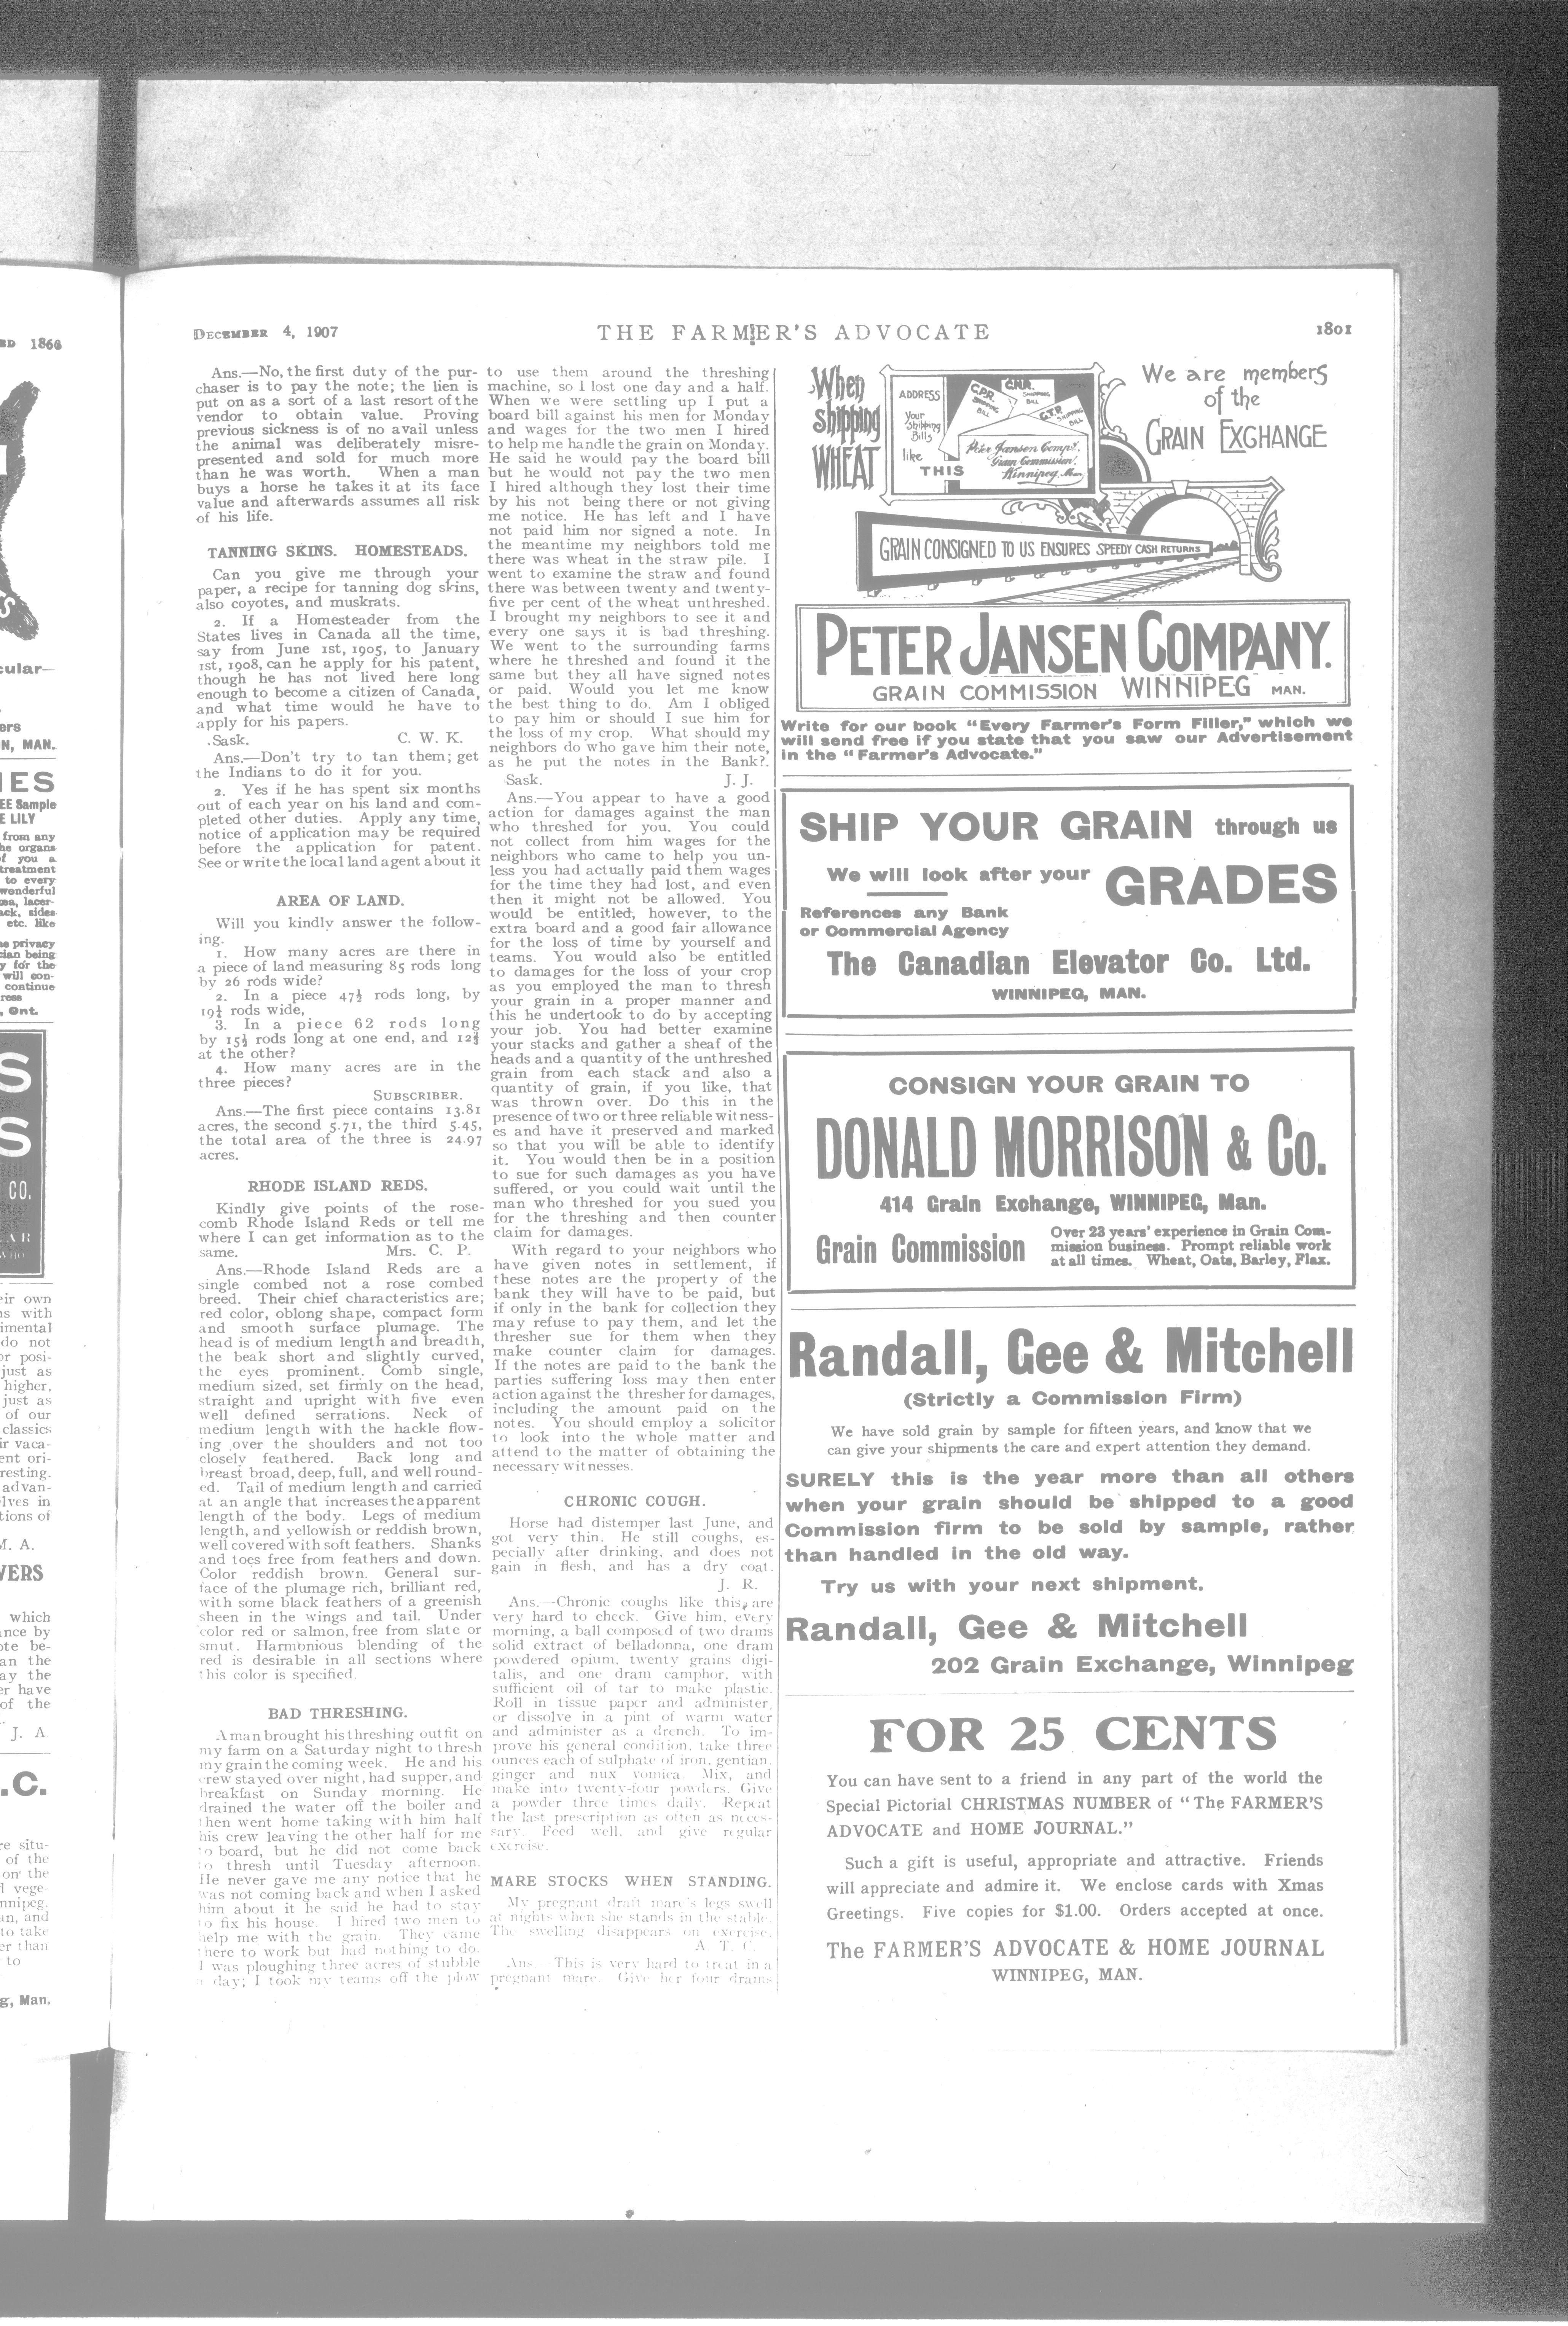 DECEMBER 4, 1907
THE FARMER'S ADVOCATE
1801
Ans.—No, the first duty of the pur-
chaser is to pay the note; the lien is
put on as a sort of a last resort of the
vendor to obtain value. Proving
previous sickness is of no avail unless
the animal was deliberately misre-
presented and sold for much more
than he was worth. When a man
buys a horse he takes it at its face
value and afterwards assumes all risk
of his life.
TANNING SKINS. HOMESTEADS.
Can you give me through your
paper, a recipe for tanning dog skins,
also coyotes, and muskrats.
2. If a Homesteader from the
States lives in Canada all the time,
say from June 1st, 1905, to January
1st, 1908, can he apply for his patent,
though he has not lived here long
enough to become a citizen of Canada,
and what time would he have to
apply for his papers.
Sask. C. W. K.
Ans.—Don't try to tan them; get
the Indians to do it for you.
2. Yes if he has spent six months
out of each year on his land and com-
pleted other duties. Apply any time,
notice of application may be required
before the application for patent.
See or write the local land agent about it
AREA OF LAND.
Will you kindly answer the follow-
ing.
1. How many acres are there in
a piece of land measuring 85 rods long
by 26 rods wide?
2. In a piece 47½ rods long, by
19¼ rods wide,
3. In a piece 62 rods long
by 15½ rods long at one end, and 12¾
at the other?
4. How many acres are in the
three pieces?
SUBSCRIBER.
Ans.—The first piece contains 13.81
acres, the second 5.71, the third 5.45,
the total area of the three is 24.97
acres.
RHODE ISLAND REDS.
Kindly give points of the rose-
comb Rhode Island Reds or tell me
where I can get information as to the
same. Mrs. C. P.
Ans.—Rhode Island Reds are a
single combed not a rose combed
breed. Their chief characteristics are;
red color, oblong shape, compact form
and smooth surface plumage. The
head is of medium length and breadth,
the beak short and slightly curved,
the eyes prominent. Comb single,
medium sized, set firmly on the head,
straight and upright with five even
well defined serrations. Neck of
medium length with the hackle flow-
ing over the shoulders and not too
closely feathered. Back long and
breast broad, deep, full, and well round-
ed. Tail of medium length and carried
at an angle that increases the apparent
length of the body. Legs of medium
length, and yellowish or reddish brown,
well covered with soft feathers. Shanks
and toes free from feathers and down.
Color reddish brown. General sur-
face of the plumage rich, brilliant red,
with some black feathers of a greenish
sheen in the wings and tail. Under
color red or salmon, free from slate or
smut. Harmonious blending of the
red is desirable in all sections where
this color is specified.
BAD THRESHING.
A man brought his threshing outfit on
my farm on a Saturday night to thresh
my grain the coming week. He and his
crew stayed over night, had supper, and
breakfast on Sunday morning. He
drained the water off the boiler and
then went home taking with him half
his crew leaving the other half for me
to board, but he did not come back
to thresh until Tuesday afternoon.
He never gave me any notice that he
was not coming back and when I asked
him about it he said he had to stay
to fix his house. I hired two men to
help me with the grain. They came
there to work but had nothing to do.
I was ploughing three acres of stubble
a day; I took my teams off the plow
to use them around the threshing
machine, so I lost one day and a half.
When we were settling up I put a
board bill against his men for Monday
and wages for the two men I hired
to help me handle the grain on Monday.
He said he would pay the board bill
but he would not pay the two men
I hired although they lost their time
by his not being there or not giving
me notice. He has left and I have
not paid him nor signed a note. In
the meantime my neighbors told me
there was wheat in the straw pile. I
went to examine the straw and found
there was between twenty and twenty-
five per cent of the wheat unthreshed.
I brought my neighbors to see it and
every one says it is bad threshing.
We went to the surrounding farms
where he threshed and found it the
same but they all have signed notes
or paid. Would you let me know
the best thing to do. Am I obliged
to pay him or should I sue him for
the loss of my crop. What should my
neighbors do who gave him their note,
as he put the notes in the Bank?.
Sask. J. J.
Ans.—You appear to have a good
action for damages against the man
who threshed for you. You could
not collect from him wages for the
neighbors who came to help you un-
less you had actually paid them wages
for the time they had lost, and even
then it might not be allowed. You
would be entitled, however, to the
extra board and a good fair allowance
for the loss of time by yourself and
teams. You would also be entitled
to damages for the loss of your crop
as you employed the man to thresh
your grain in a proper manner and
this he undertook to do by accepting
your job. You had better examine
your stacks and gather a sheaf of the
heads and a quantity of the unthreshed
grain from each stack and also a
quantity of grain, if you like, that
was thrown over. Do this in the
presence of two or three reliable witness-
es and have it preserved and marked
so that you will be able to identify
it. You would then be in a position
to sue for such damages as you have
suffered, or you could wait until the
man who threshed for you sued you
for the threshing and then counter
claim for damages.
With regard to your neighbors who
have given notes in settlement, if
these notes are the property of the
bank they will have to be paid, but
if only in the bank for collection they
may refuse to pay them, and let the
thresher sue for them when they
make counter claim for damages.
If the notes are paid to the bank the
parties suffering loss may then enter
action against the thresher for damages,
including the amount paid on the
notes. You should employ a solicitor
to look into the whole matter and
attend to the matter of obtaining the
necessary witnesses.
CHRONIC COUGH.
Horse had distemper last June, and
got very thin. He still coughs, es-
pecially after drinking, and does not
gain in flesh, and has a dry coat.
J. R.
Ans.—Chronic coughs like this, are
very hard to check. Give him, every
morning, a ball composed of two drams
solid extract of belladonna, one dram
powdered opium, twenty grains digi-
talis, and one dram camphor, with
sufficient oil of tar to make plastic.
Roll in tissue paper and administer,
or dissolve in a pint of warm water
and administer as a drench. To im-
prove his general condition, take three
ounces each of sulphate of iron, gentian,
ginger and nux vomica. Mix, and
make into twenty-four powders. Give
a powder three times daily. Repeat
the last prescription as often as neces-
sary. Feed well, and give regular
exercise.
MARE STOCKS WHEN STANDING.
My pregnant draft mare's legs swell
at nights when she stands in the stable.
The swelling disappears on exercise.
A. T. C.
Ans.—This is very hard to treat in a
pregnant mare. Give her four drams
When
shipping
WHEAT
ADDRESS
Your
Shipping
Bills
like
THIS
C.P.R.
SHIPPING
BILL
C.N.R.
SHIPPING
BILL
G.T.P.
SHIPPING
BILL
Peter Jansen Compy.
Grain Commission
Winnipeg Man
We are members
of the
GRAIN EXCHANGE
GRAIN CONSIGNED TO US ENSURES SPEEDY CASH RETURNS
PETER JANSEN COMPANY.
GRAIN COMMISSION WINNIPEG MAN.
Write for our book "Every Farmer's Form Filler," which we
will send free if you state that you saw our Advertisement
in the "Farmer's Advocate."
SHIP YOUR GRAIN through us
We will look after your GRADES
References any Bank
or Commercial Agency
The Canadian Elevator Co. Ltd.
WINNIPEG, MAN.
CONSIGN YOUR GRAIN TO
DONALD MORRISON & Co.
414 Grain Exchange, WINNIPEG, Man.
Grain Commission
Over 23 years' experience in Grain Com-
mission business. Prompt reliable work
at all times. Wheat, Oats, Barley, Flax.
Randall, Gee & Mitchell
(Strictly a Commission Firm)
We have sold grain by sample for fifteen years, and know that we
can give your shipments the care and expert attention they demand.
SURELY this is the year more than all others
when your grain should be shipped to a good
Commission firm to be sold by sample, rather
than handled in the old way.
Try us with your next shipment.
Randall, Gee & Mitchell
202 Grain Exchange, Winnipeg
FOR 25 CENTS
You can have sent to a friend in any part of the world the
Special Pictorial CHRISTMAS NUMBER of "The FARMER'S
ADVOCATE and HOME JOURNAL."
Such a gift is useful, appropriate and attractive. Friends
will appreciate and admire it. We enclose cards with Xmas
Greetings. Five copies for $1.00. Orders accepted at once.
The FARMER'S ADVOCATE & HOME JOURNAL
WINNIPEG, MAN.